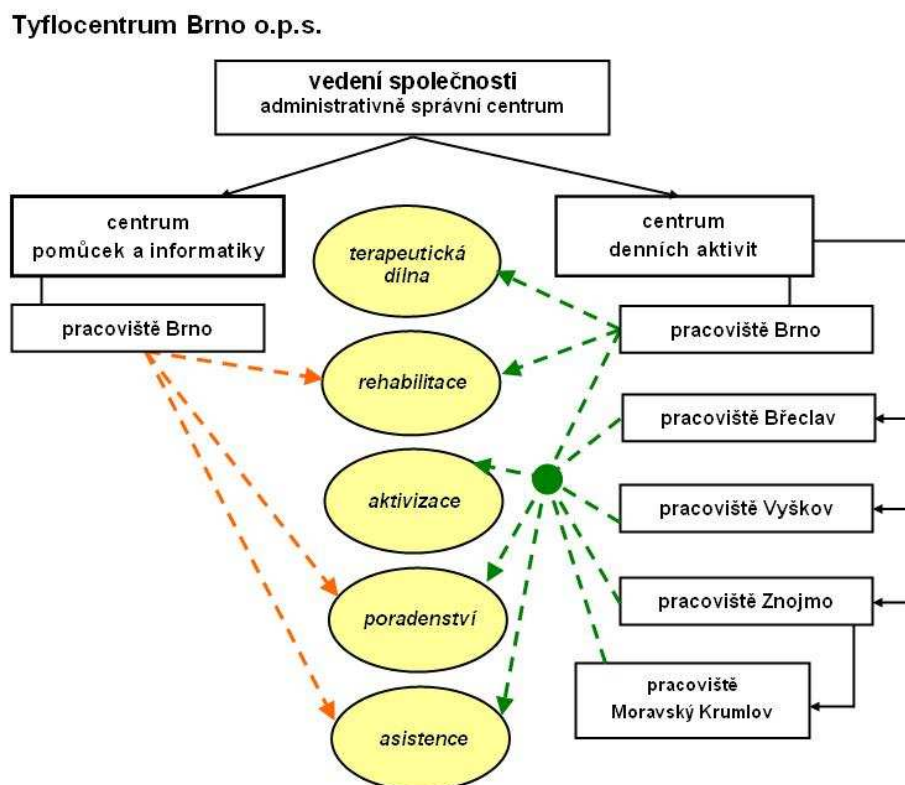 Tyflocentrum Brno o.p.s.
vedení společnosti
administrativně správní centrum
centrum
pomůcek a informatiky
centrum
denních aktivit
terapeutická
dílna
pracoviště Brno
pracoviště Brno
rehabilitace
pracoviště Břeclav
aktivizace
pracoviště Vyškov
pracoviště Znojmo
poradenství
pracoviště
Moravský Krumlov
asistence